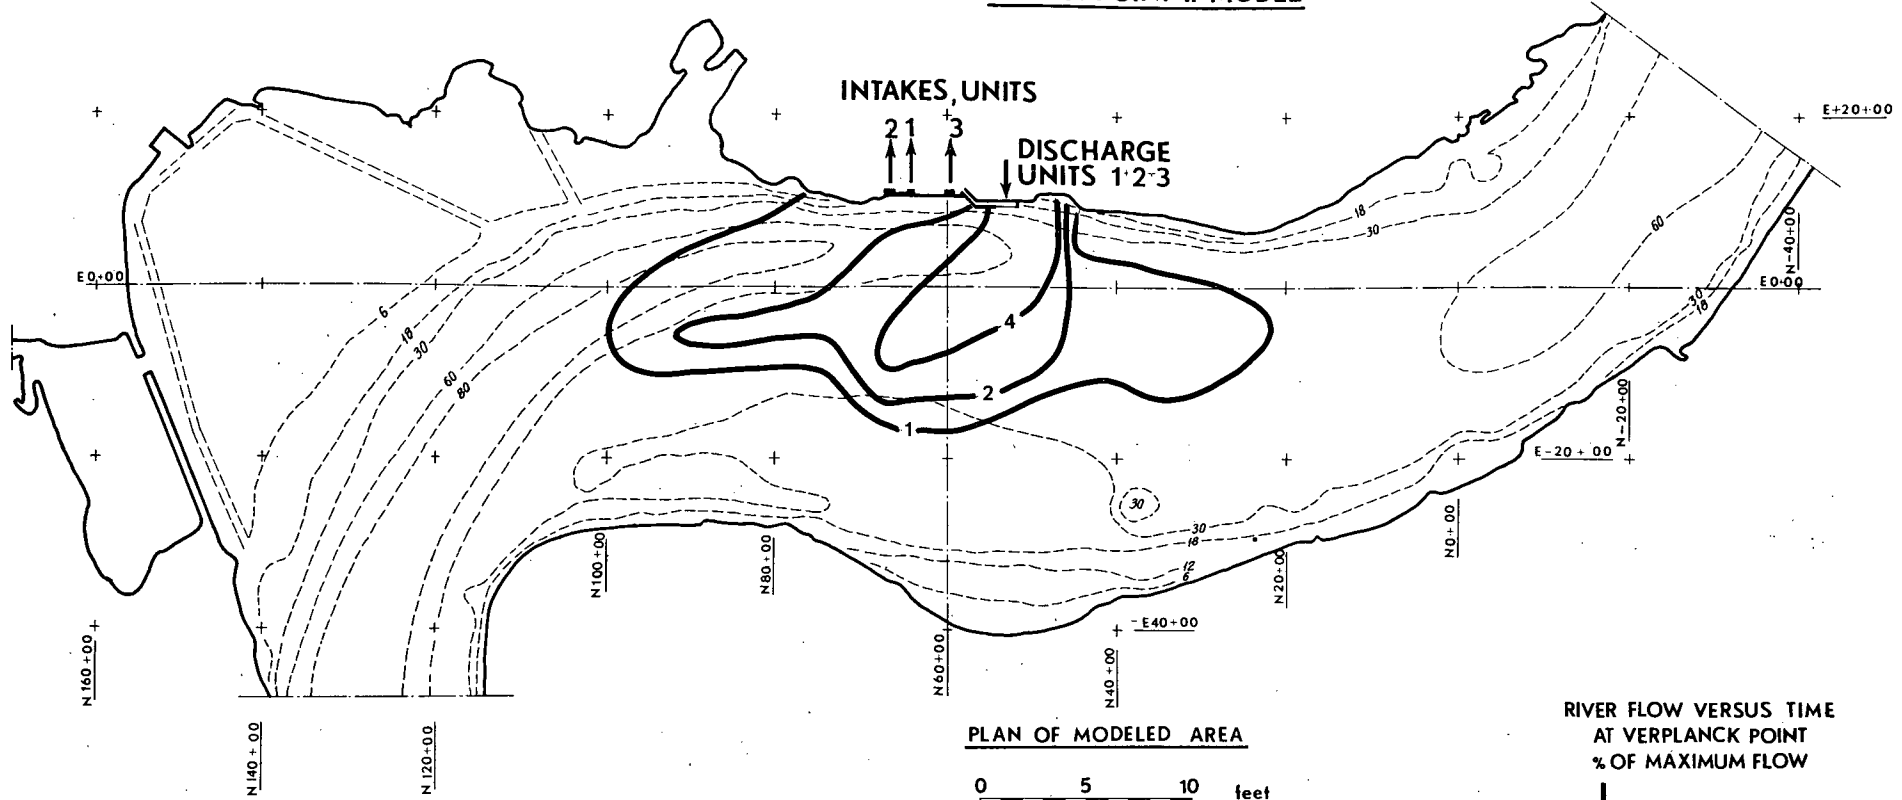 INTAKES, UNITS
2 1 3
DISCHARGE
UNITS 1+2+3
E+20+00
18
30
60
N-40+00
E0+00
E0+00
6
18
30
60
80
30
18
4
2
1
N-20+00
E-20+00
30
30
18
12
6
N100+00
N80+00
N20+00
N0+00
-E40+00
N160+00
N60+00
N40+00
N140+00
N120+00
PLAN OF MODELED AREA
0 5 10 feet
RIVER FLOW VERSUS TIME
AT VERPLANCK POINT
% OF MAXIMUM FLOW